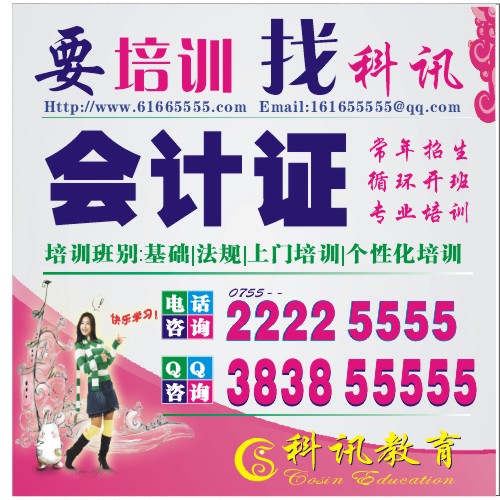 要培训 找科讯
Http://www.61665555.com Email:161655555@qq.com
会计证
常年招生
循环开班
专业培训
培训班别:基础|法规|上门培训|个性化培训
快乐学习!
电话咨询
0755--
2222 5555
QQ咨询
3838 55555
科讯教育
Cosin Education